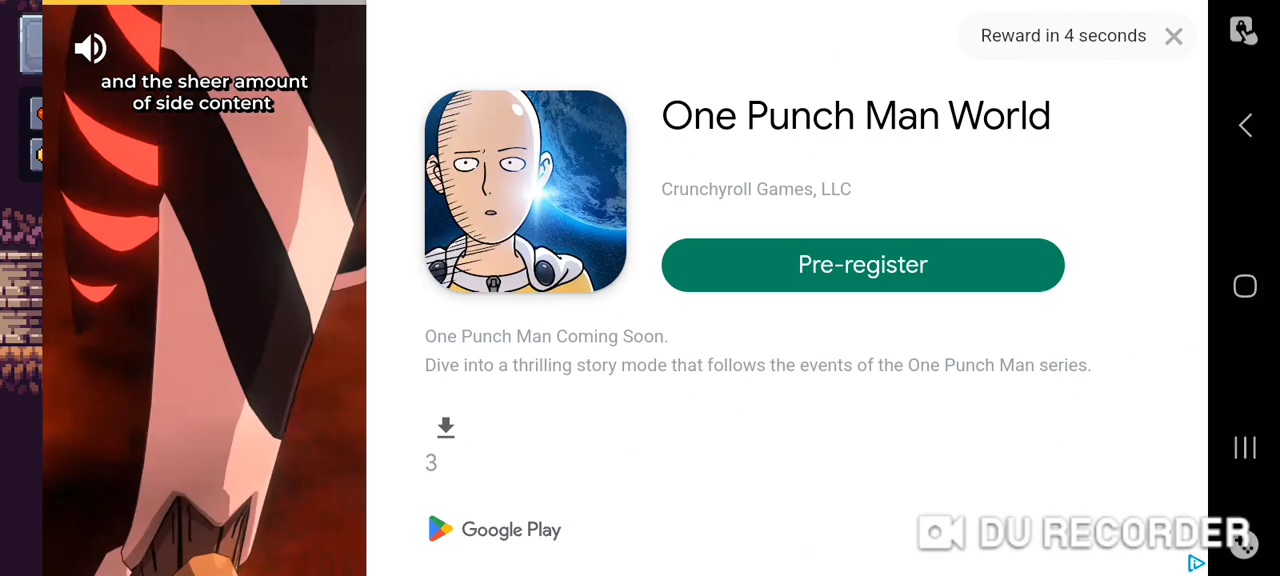 and the sheer amount
of side content
Reward in 4 seconds
One Punch Man World
Crunchyroll Games, LLC
Pre-register
One Punch Man Coming Soon.
Dive into a thrilling story mode that follows the events of the One Punch Man series.
3
Google Play
DU RECORDER